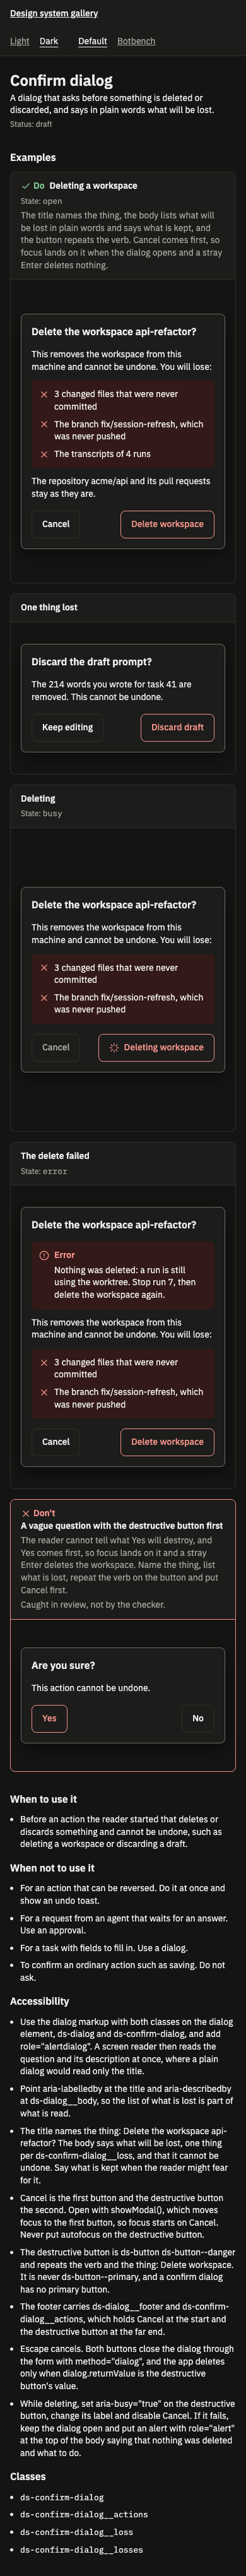 Design system gallery
Light Dark Default Botbench
Confirm dialog
A dialog that asks before something is deleted or
discarded, and says in plain words what will be lost.
Status: draft
Examples
Do Deleting a workspace
State: open
The title names the thing, the body lists what will
be lost in plain words and says what is kept, and
the button repeats the verb. Cancel comes first, so
focus lands on it when the dialog opens and a stray
Enter deletes nothing.
Delete the workspace api-refactor?
This removes the workspace from this
machine and cannot be undone. You will lose:
3 changed files that were never
committed
The branch fix/session-refresh, which
was never pushed
The transcripts of 4 runs
The repository acme/api and its pull requests
stay as they are.
Cancel Delete workspace
One thing lost
Discard the draft prompt?
The 214 words you wrote for task 41 are
removed. This cannot be undone.
Keep editing Discard draft
Deleting
State: busy
Delete the workspace api-refactor?
This removes the workspace from this
machine and cannot be undone. You will lose:
3 changed files that were never
committed
The branch fix/session-refresh, which
was never pushed
Cancel Deleting workspace
The delete failed
State: error
Delete the workspace api-refactor?
Error
Nothing was deleted: a run is still
using the worktree. Stop run 7, then
delete the workspace again.
This removes the workspace from this
machine and cannot be undone. You will lose:
3 changed files that were never
committed
The branch fix/session-refresh, which
was never pushed
Cancel Delete workspace
Don't
A vague question with the destructive button first
The reader cannot tell what Yes will destroy, and
Yes comes first, so focus lands on it and a stray
Enter deletes the workspace. Name the thing, list
what is lost, repeat the verb on the button and put
Cancel first.
Caught in review, not by the checker.
Are you sure?
This action cannot be undone.
Yes No
When to use it
• Before an action the reader started that deletes or
discards something and cannot be undone, such as
deleting a workspace or discarding a draft.
When not to use it
• For an action that can be reversed. Do it at once and
show an undo toast.
• For a request from an agent that waits for an answer.
Use an approval.
• For a task with fields to fill in. Use a dialog.
• To confirm an ordinary action such as saving. Do not
ask.
Accessibility
• Use the dialog markup with both classes on the dialog
element, ds-dialog and ds-confirm-dialog, and add
role="alertdialog". A screen reader then reads the
question and its description at once, where a plain
dialog would read only the title.
• Point aria-labelledby at the title and aria-describedby
at ds-dialog__body, so the list of what is lost is part of
what is read.
• The title names the thing: Delete the workspace api-
refactor? The body says what will be lost, one thing
per ds-confirm-dialog__loss, and that it cannot be
undone. Say what is kept when the reader might fear
for it.
• Cancel is the first button and the destructive button
the second. Open with showModal(), which moves
focus to the first button, so focus starts on Cancel.
Never put autofocus on the destructive button.
• The destructive button is ds-button ds-button--danger
and repeats the verb and the thing: Delete workspace.
It is never ds-button--primary, and a confirm dialog
has no primary button.
• The footer carries ds-dialog__footer and ds-confirm-
dialog__actions, which holds Cancel at the start and
the destructive button at the far end.
• Escape cancels. Both buttons close the dialog through
the form with method="dialog", and the app deletes
only when dialog.returnValue is the destructive
button's value.
• While deleting, set aria-busy="true" on the destructive
button, change its label and disable Cancel. If it fails,
keep the dialog open and put an alert with role="alert"
at the top of the body saying that nothing was deleted
and what to do.
Classes
• ds-confirm-dialog
• ds-confirm-dialog__actions
• ds-confirm-dialog__loss
• ds-confirm-dialog__losses